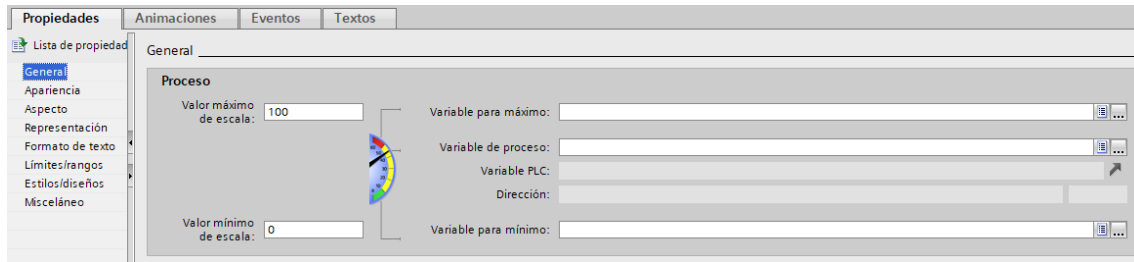 Propiedades Animaciones Eventos Textos
Lista de propiedad
General
Apariencia
Aspecto
Representación
Formato de texto
Límites/rangos
Estilos/diseños
Misceláneo
General
Proceso
Valor máximo
de escala: 100
Variable para máximo:
Variable de proceso:
Variable PLC:
Dirección:
Valor mínimo
de escala: 0
Variable para mínimo: